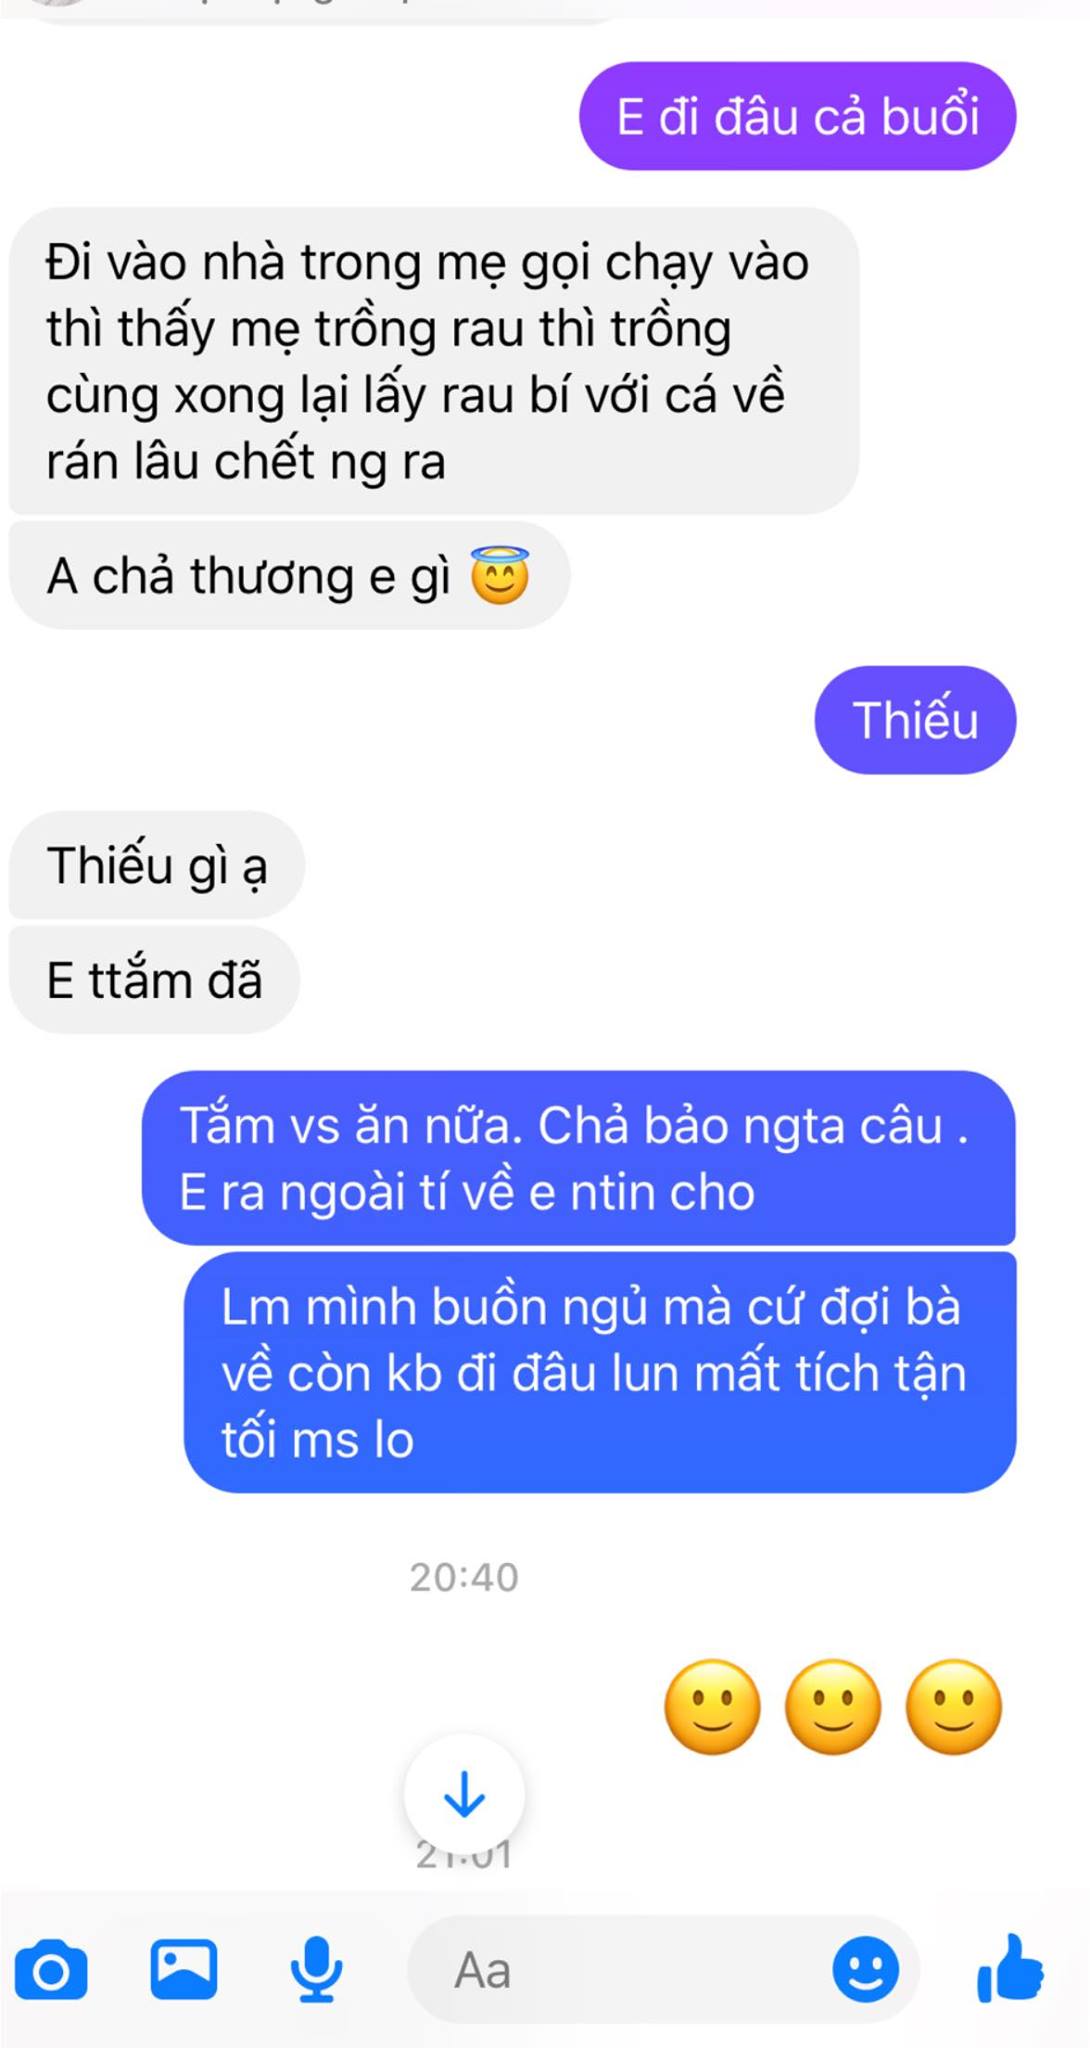 E đi đâu cả buổi
Đi vào nhà trong mẹ gọi chạy vào
thì thấy mẹ trồng rau thì trồng
cùng xong lại lấy rau bí với cá về
rán lâu chết ng ra
A chả thương e gì 😇
Thiếu
Thiếu gì ạ
E ttắm đã
Tắm vs ăn nữa. Chả bảo ngta câu .
E ra ngoài tí về e ntin cho
Lm mình buồn ngủ mà cứ đợi bà
về còn kb đi đâu lun mất tích tận
tối ms lo
20:40
🙂🙂🙂
21:01
Aa